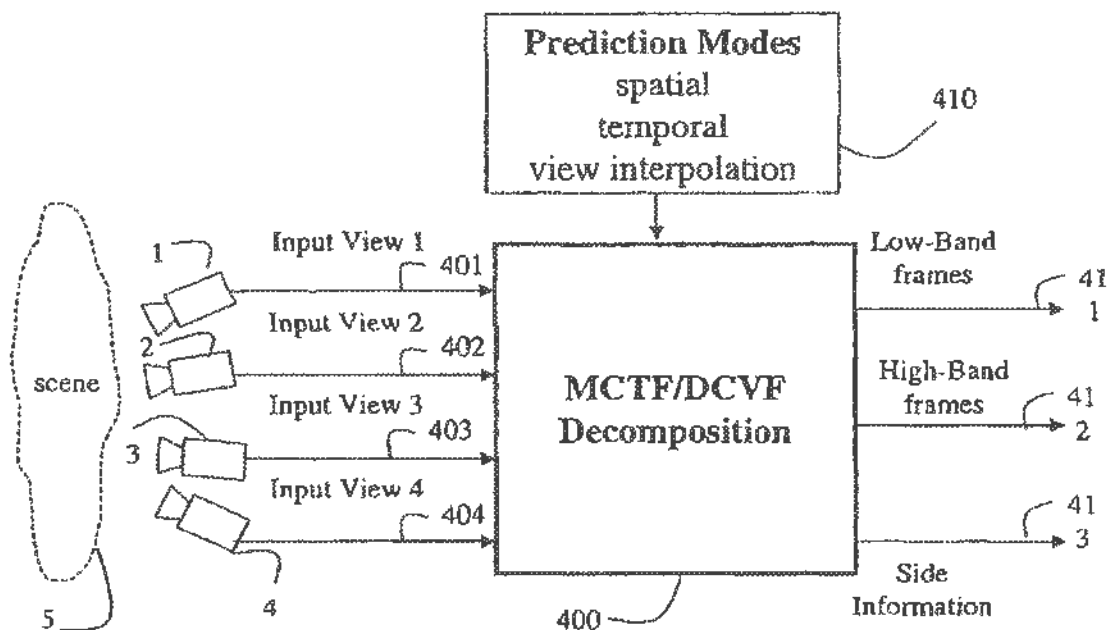 Prediction Modes
spatial
temporal
view interpolation
410
Input View 1
Low-Band
frames
1
401
41
1
Input View 2
2
402
scene
MCTF/DCVF
Decomposition
High-Band
frames
41
2
Input View 3
3
403
Input View 4
404
41
3
Side
Information
5
4
400